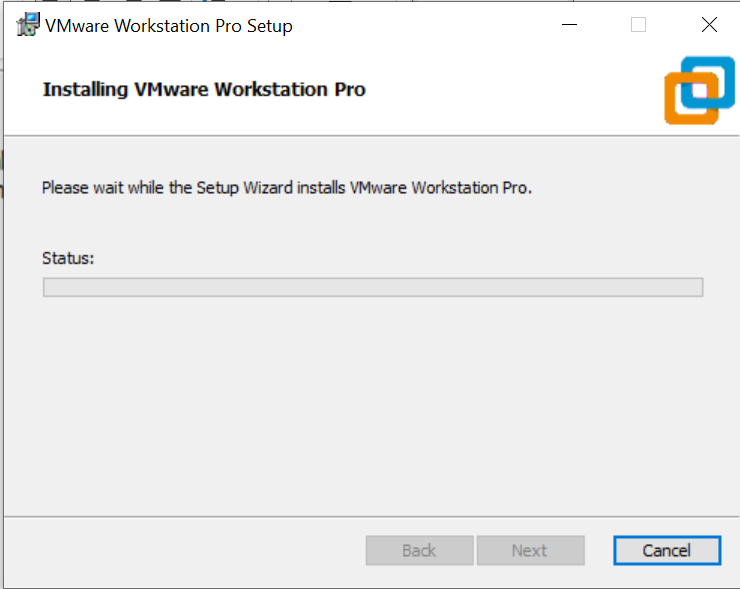 VMware Workstation Pro Setup
Installing VMware Workstation Pro
Please wait while the Setup Wizard installs VMware Workstation Pro.
Status:
Back Next Cancel